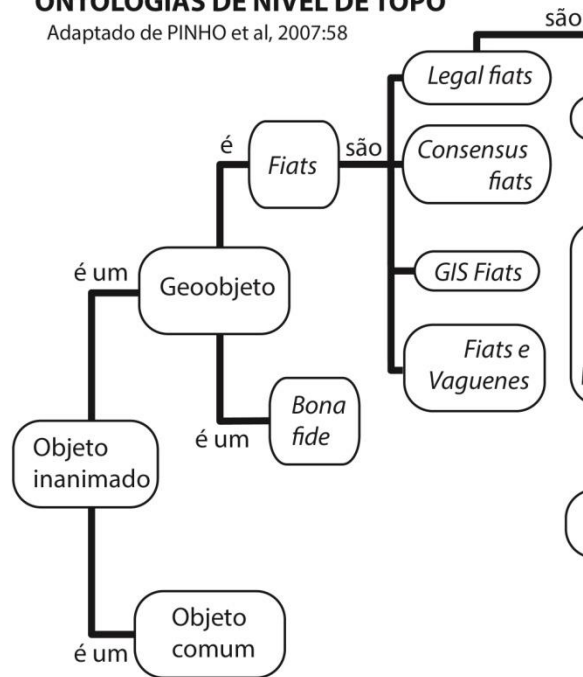 ONTOLOGIAS DE NÍVEL DE TOPO
Adaptado de PINHO et al, 2007:58
são
Legal fiats
é
Fiats
são
Consensus
fiats
é um
Geoobjeto
GIS Fiats
Fiats e
Vaguenes
Bona
fide
é um
Objeto
inanimado
Objeto
comum
é um